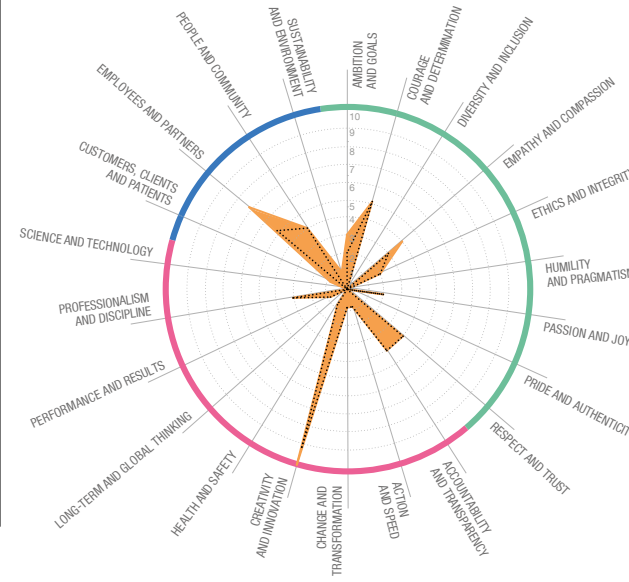 AMBITION
AND GOALS
COURAGE
AND DETERMINATION
DIVERSITY AND INCLUSION
EMPATHY AND COMPASSION
ETHICS AND INTEGRIT
HUMILITY
AND PRAGMATISM
PASSION AND JOY
PRIDE AND AUTHENTICIT
RESPECT AND TRUST
ACCOUNTABILITY
AND TRANSPARENCY
ACTION
AND SPEED
CHANGE AND
TRANSFORMATION
CREATIVITY
AND INNOVATION
HEALTH AND SAFETY
LONG-TERM AND GLOBAL THINKING
PERFORMANCE AND RESULTS
PROFESSIONALISM
AND DISCIPLINE
SCIENCE AND TECHNOLOGY
CUSTOMERS, CLIENTS
AND PATIENTS
EMPLOYEES AND PARTNERS
PEOPLE AND COMMUNITY
SUSTAINABILITY
AND ENVIRONMENT
10
9
8
7
6
5
4